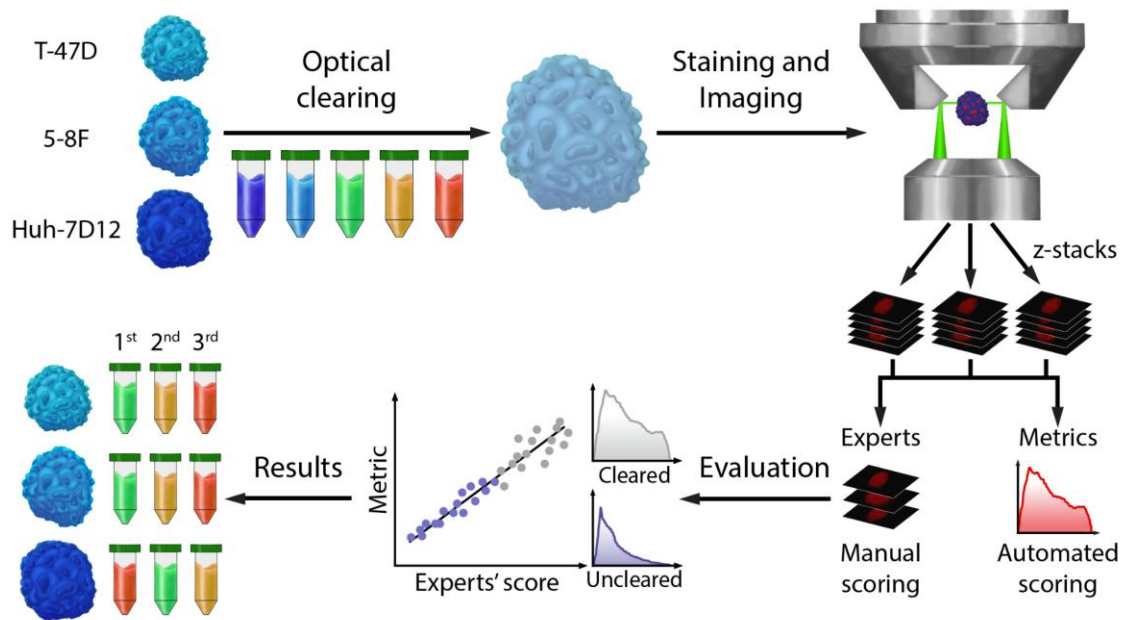 T-47D
5-8F
Huh-7D12
Optical
clearing
Staining and
Imaging
z-stacks
Experts
Metrics
Manual
scoring
Automated
scoring
Evaluation
Cleared
Uncleared
Metric
Experts' score
Results
1st
2nd
3rd